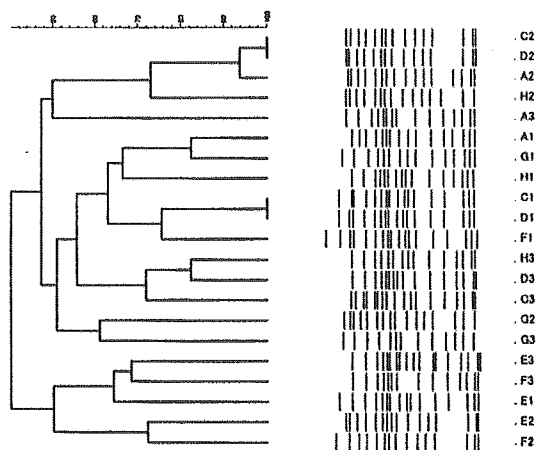 100
. C2
. D2
. A2
. H2
. A3
. A1
. G1
. H1
. C1
. D1
. F1
. H3
. D3
. C3
. G2
. G3
. E3
. F3
. E1
. E2
. F2